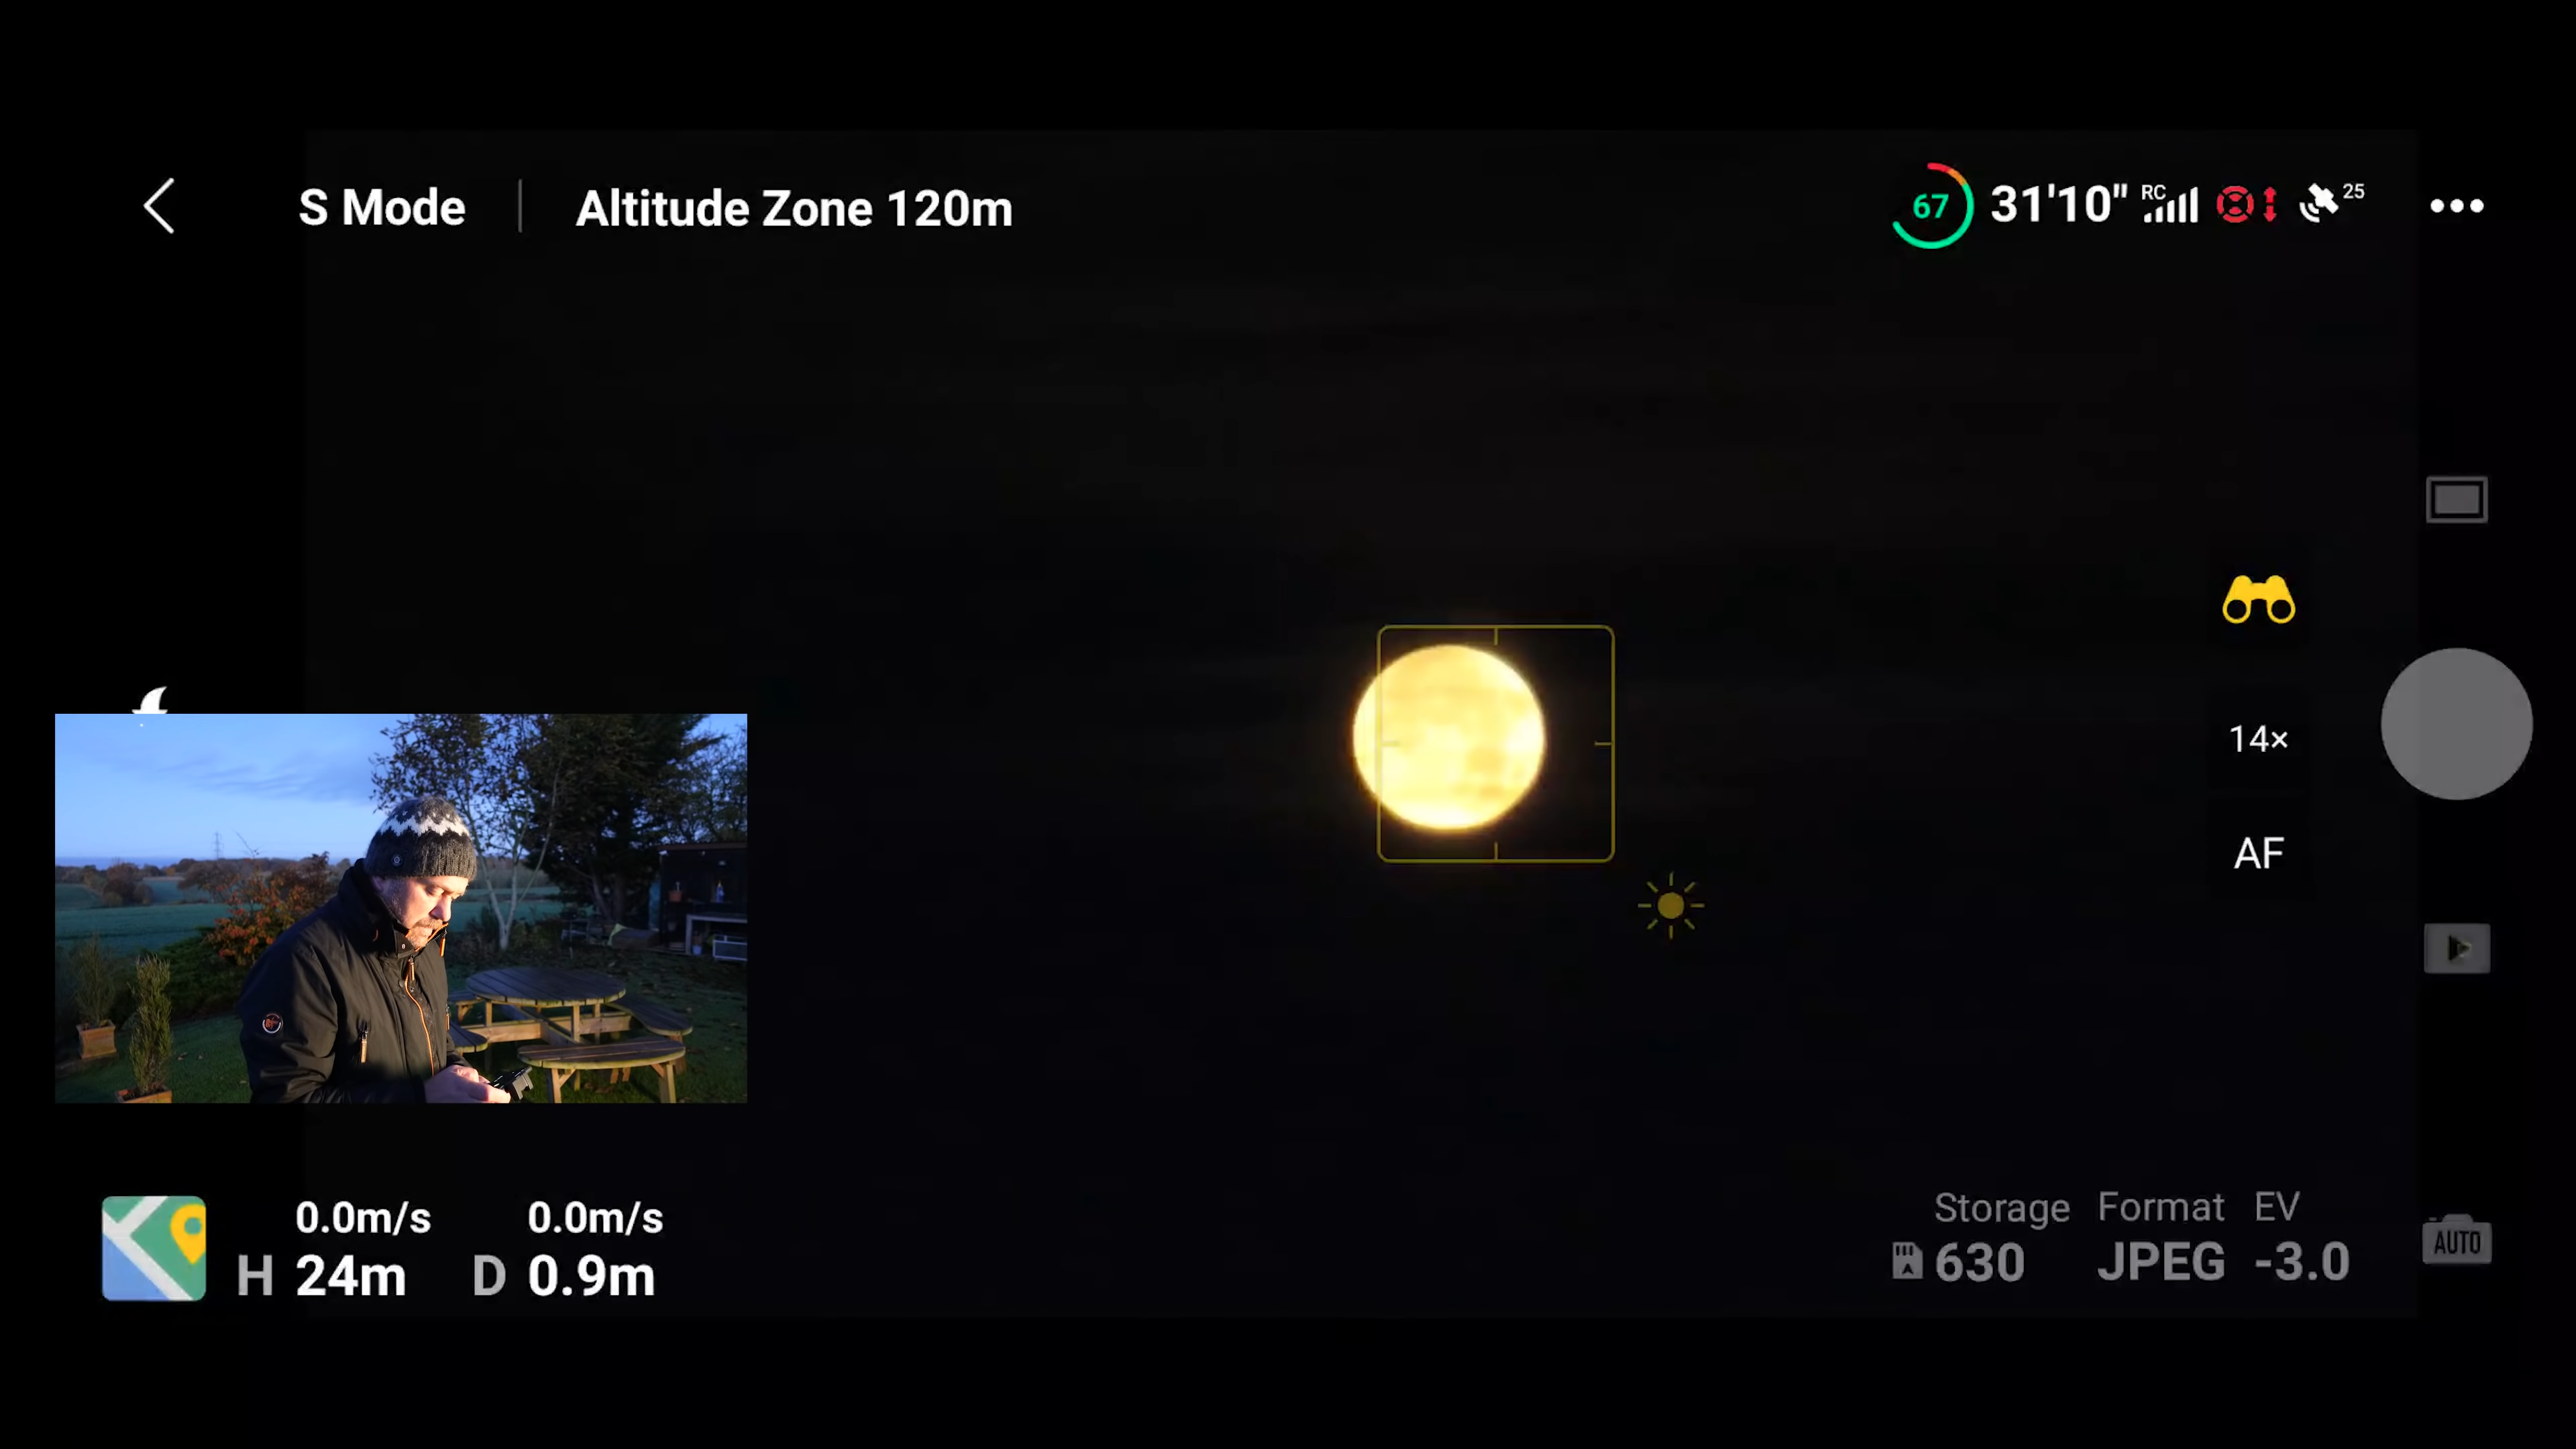 S Mode | Altitude Zone 120m
67 31'10" RC 25
14×
AF
0.0m/s 0.0m/s
H 24m D 0.9m
Storage Format EV
630 JPEG -3.0
AUTO